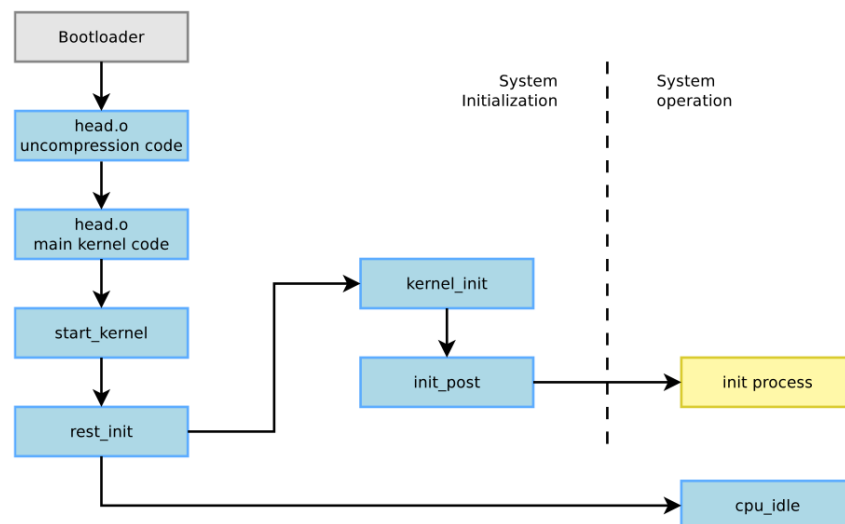 Bootloader
System
Initialization
System
operation
head.o
uncompression code
head.o
main kernel code
kernel_init
start_kernel
init_post
init process
rest_init
cpu_idle